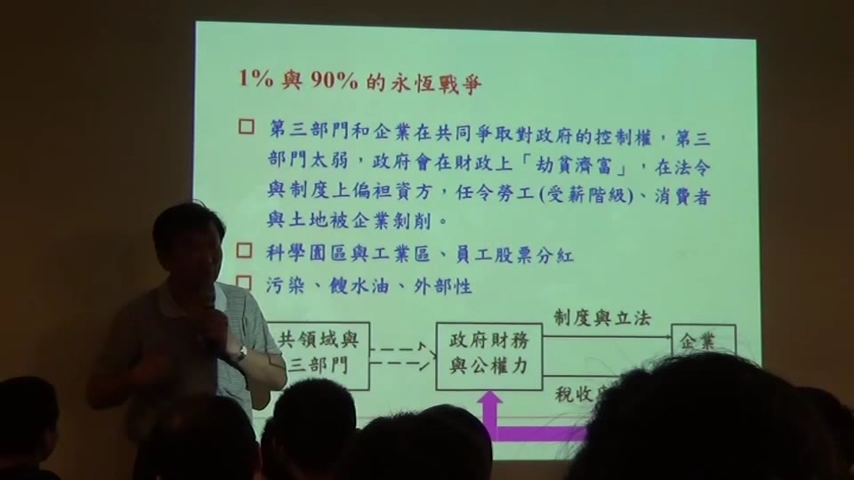 1% 與 90% 的永恆戰爭
第三部門和企業在共同爭取對政府的控制權，第三
部門太弱，政府會在財政上「劫貧濟富」，在法令
與制度上偏袒資方，任令勞工(受薪階級)、消費者
與土地被企業剝削。
科學園區與工業區、員工股票分紅
污染、餿水油、外部性
制度與立法
共領域與
三部門
政府財務
與公權力
企業
稅收